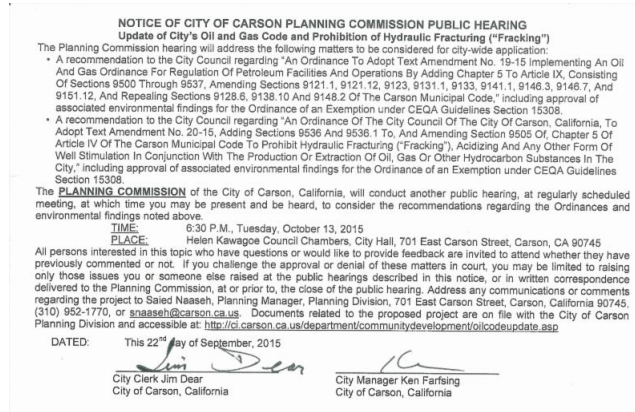 NOTICE OF CITY OF CARSON PLANNING COMMISSION PUBLIC HEARING
Update of City's Oil and Gas Code and Prohibition of Hydraulic Fracturing ("Fracking")
The Planning Commission hearing will address the following matters to be considered for city-wide application:
• A recommendation to the City Council regarding "An Ordinance To Adopt Text Amendment No. 19-15 Implementing An Oil
And Gas Ordinance For Regulation Of Petroleum Facilities And Operations By Adding Chapter 5 To Article IX, Consisting
Of Sections 9500 Through 9537, Amending Sections 9121.1, 9121.12, 9123, 9131.1, 9133, 9141.1, 9146.3, 9146.7, And
9151.12, And Repealing Sections 9128.6, 9138.10 And 9148.2 Of The Carson Municipal Code," including approval of
associated environmental findings for the Ordinance of an Exemption under CEQA Guidelines Section 15308.
• A recommendation to the City Council regarding "An Ordinance Of The City Council Of The City Of Carson, California, To
Adopt Text Amendment No. 20-15, Adding Sections 9536 And 9536.1 To, And Amending Section 9505 Of, Chapter 5 Of
Article IV Of The Carson Municipal Code To Prohibit Hydraulic Fracturing ("Fracking"), Acidizing And Any Other Form Of
Well Stimulation In Conjunction With The Production Or Extraction Of Oil, Gas Or Other Hydrocarbon Substances In The
City," including approval of associated environmental findings for the Ordinance of an Exemption under CEQA Guidelines
Section 15308.
The PLANNING COMMISSION of the City of Carson, California, will conduct another public hearing, at regularly scheduled
meeting, at which time you may be present and be heard, to consider the recommendations regarding the Ordinances and
environmental findings noted above.
TIME: 6:30 P.M., Tuesday, October 13, 2015
PLACE: Helen Kawagoe Council Chambers, City Hall, 701 East Carson Street, Carson, CA 90745
All persons interested in this topic who have questions or would like to provide feedback are invited to attend whether they have
previously commented or not. If you challenge the approval or denial of these matters in court, you may be limited to raising
only those issues you or someone else raised at the public hearings described in this notice, or in written correspondence
delivered to the Planning Commission, at or prior to, the close of the public hearing. Address any communications or comments
regarding the project to Saied Naaseh, Planning Manager, Planning Division, 701 East Carson Street, Carson, California 90745,
(310) 952-1770, or snaaseh@carson.ca.us. Documents related to the proposed project are on file with the City of Carson
Planning Division and accessible at: http://ci.carson.ca.us/department/communitydevelopment/oilcodeupdate.asp
DATED: This 22nd day of September, 2015
Jim Dear
City Clerk Jim Dear City Manager Ken Farfsing
City of Carson, California City of Carson, California